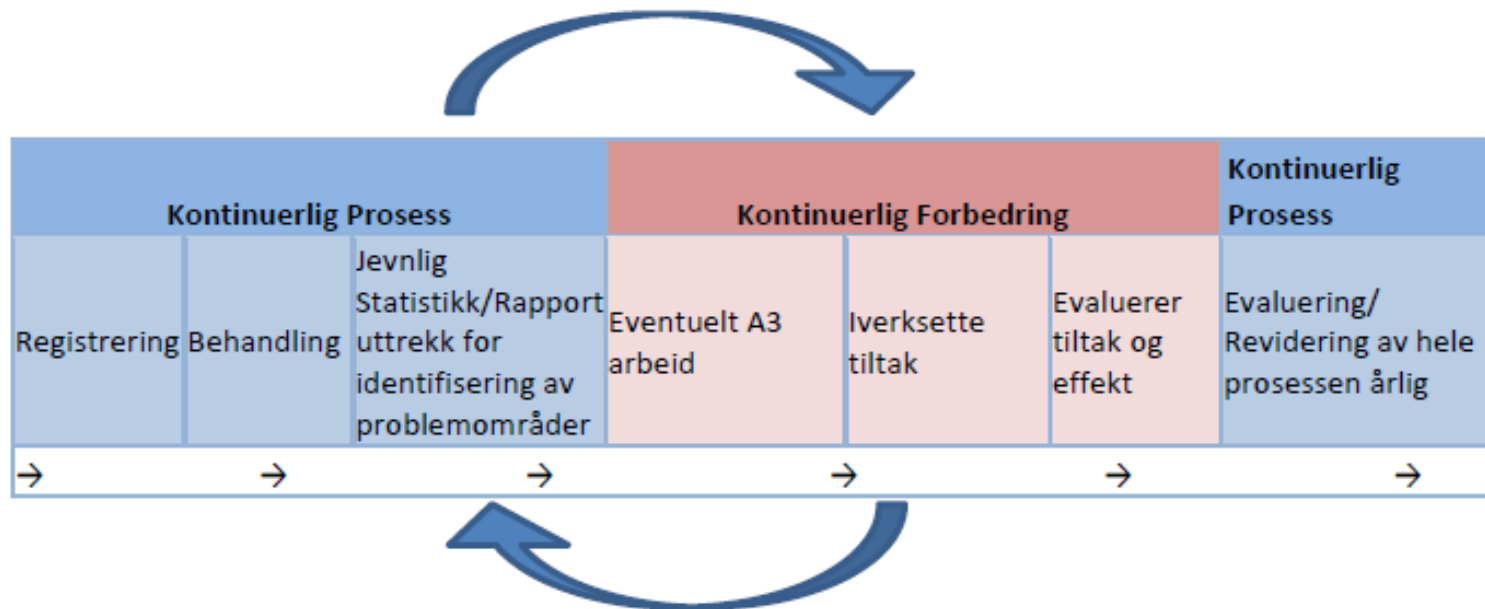 Kontinuerlig Prosess
Kontinuerlig Forbedring
Kontinuerlig
Prosess
Registrering
Behandling
Jevnlig
Statistikk/Rapport
uttrekk for
identifisering av
problemområder
Eventuelt A3
arbeid
Iverksette
tiltak
Evaluerer
tiltak og
effekt
Evaluering/
Revidering av hele
prosessen årlig
→ → → → → →